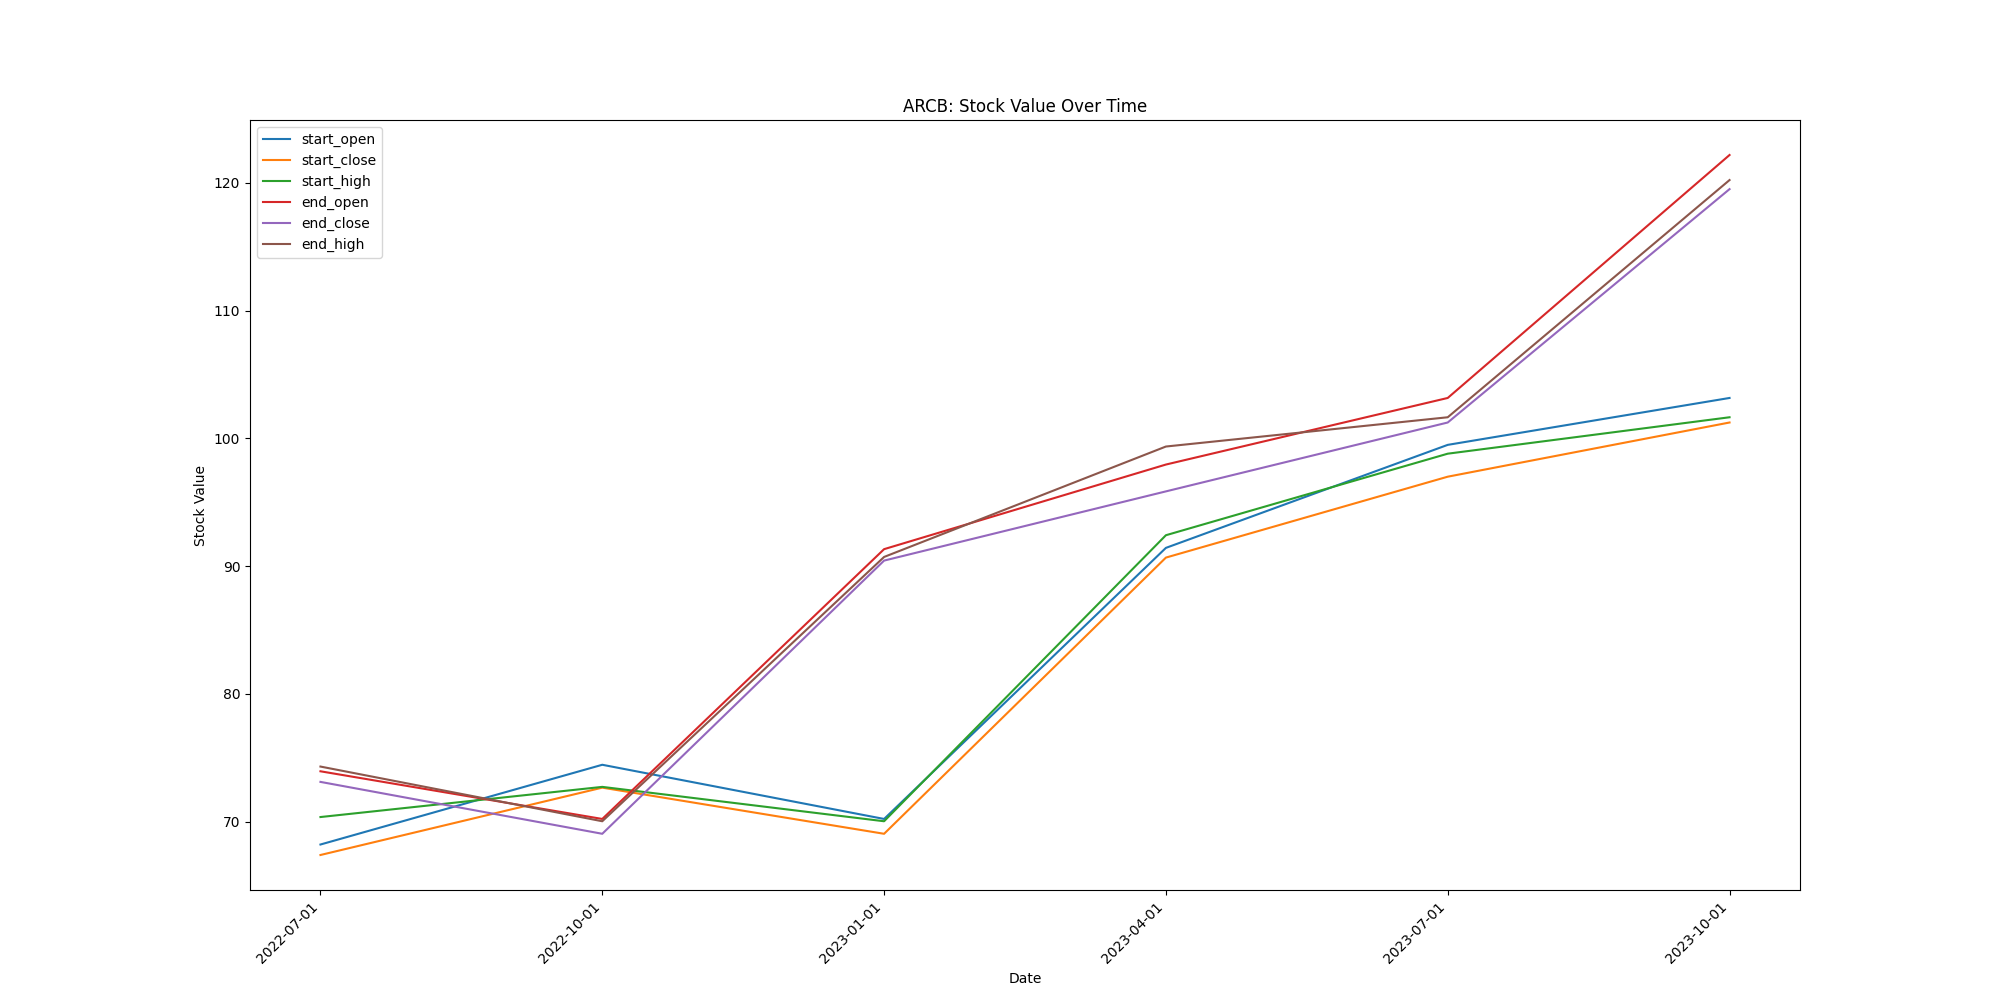 ARCB: Stock Value Over Time
start_open
start_close
start_high
end_open
end_close
end_high
120
110
100
90
80
70
Stock Value
2022-07-01
2022-10-01
2023-01-01
2023-04-01
2023-07-01
2023-10-01
Date